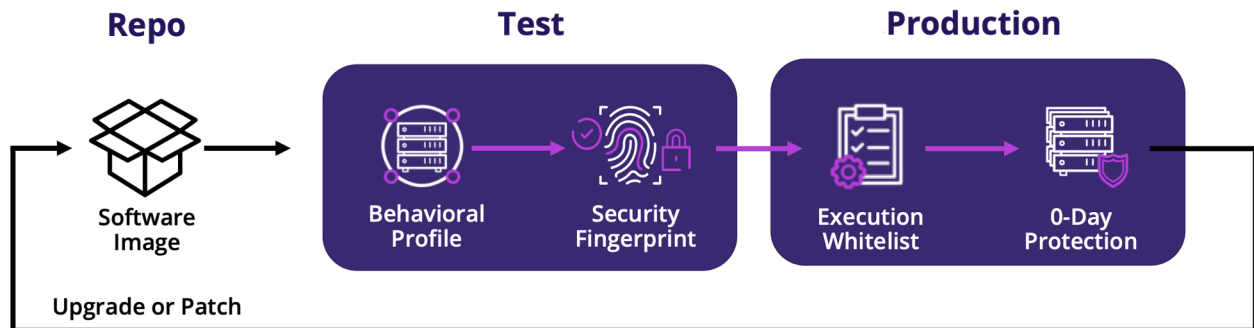 Repo
Test
Production
Software
Image
Behavioral
Profile
Security
Fingerprint
Execution
Whitelist
0-Day
Protection
Upgrade or Patch